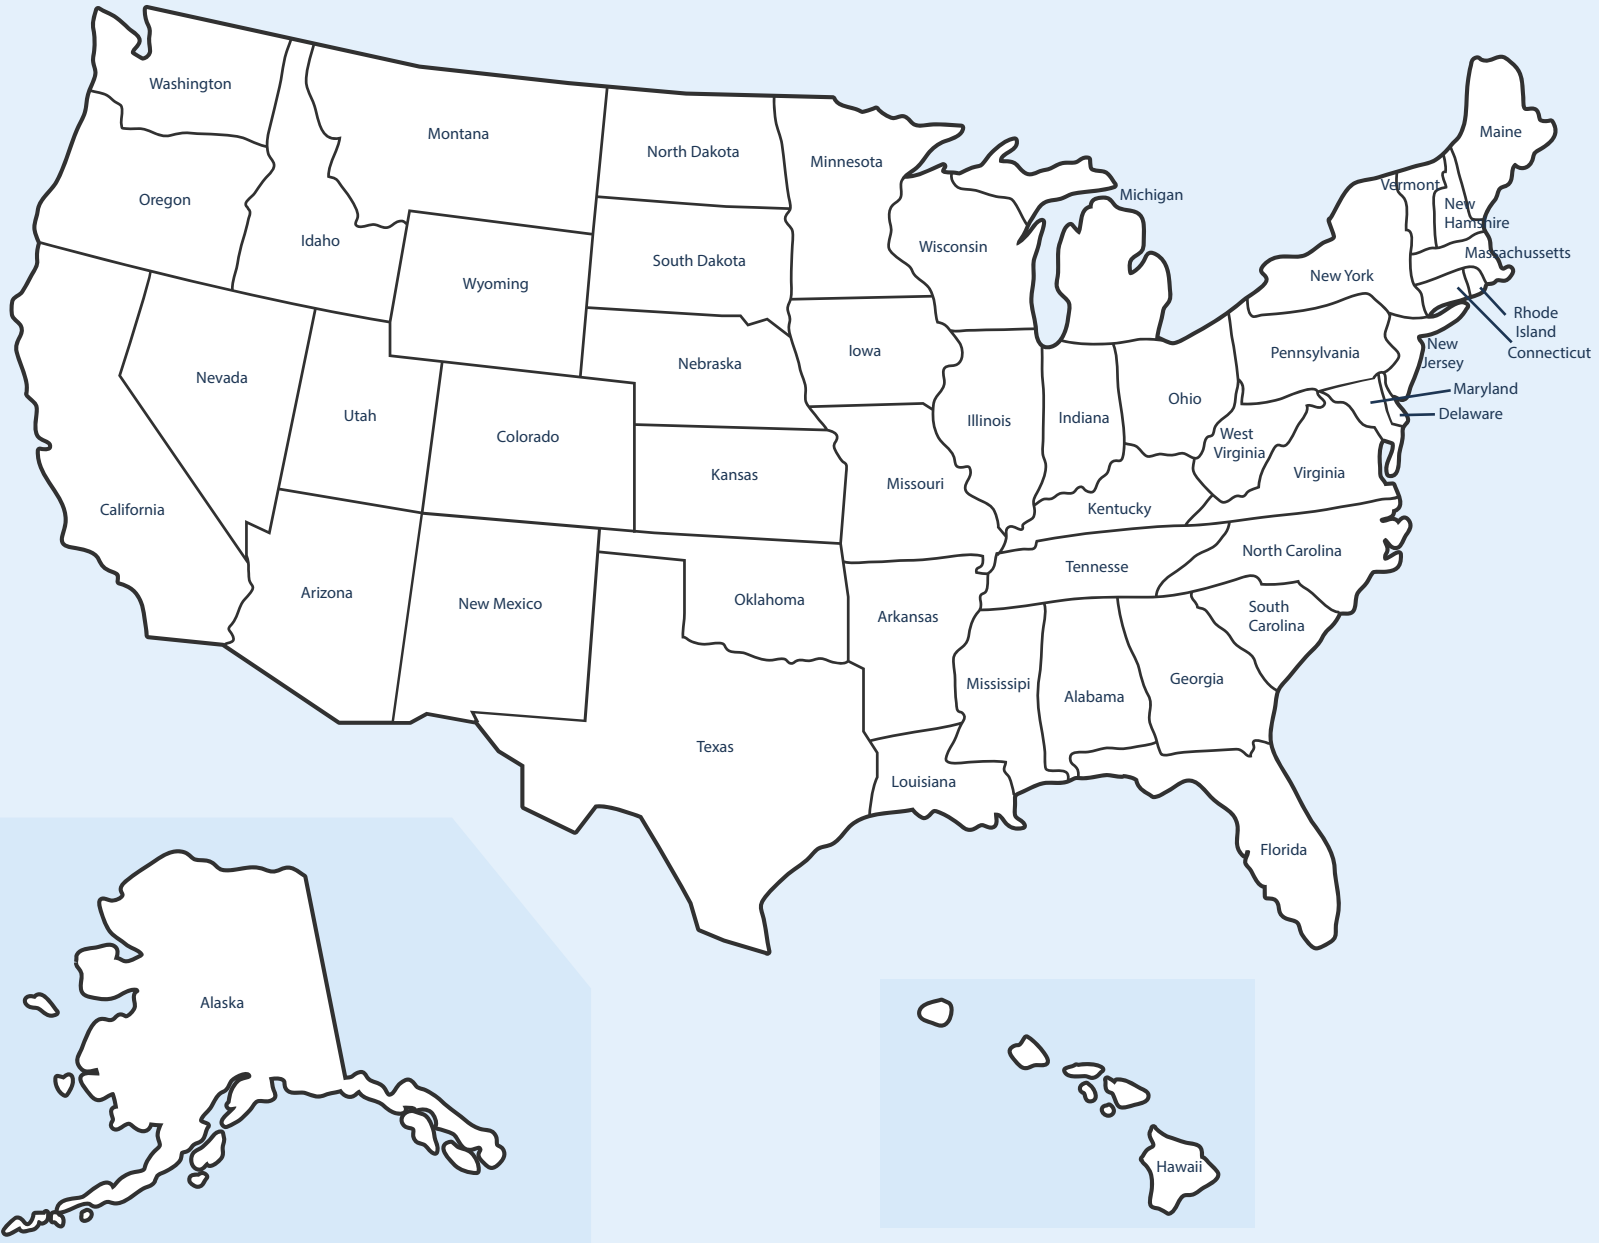 Washington
Montana
North Dakota
Minnesota
Maine
Michigan
Vermont
New
Hamshire
Oregon
Idaho
Wyoming
South Dakota
Wisconsin
New York
Massachussetts
Rhode
Island
Connecticut
Nevada
Utah
Colorado
Nebraska
Iowa
Illinois
Indiana
Ohio
Pennsylvania
New
Jersey
Maryland
Delaware
California
Kansas
Missouri
Kentucky
West
Virginia
Virginia
Arizona
New Mexico
Oklahoma
Arkansas
Tennesse
North Carolina
South
Carolina
Texas
Louisiana
Mississipi
Alabama
Georgia
Florida
Alaska
Hawaii